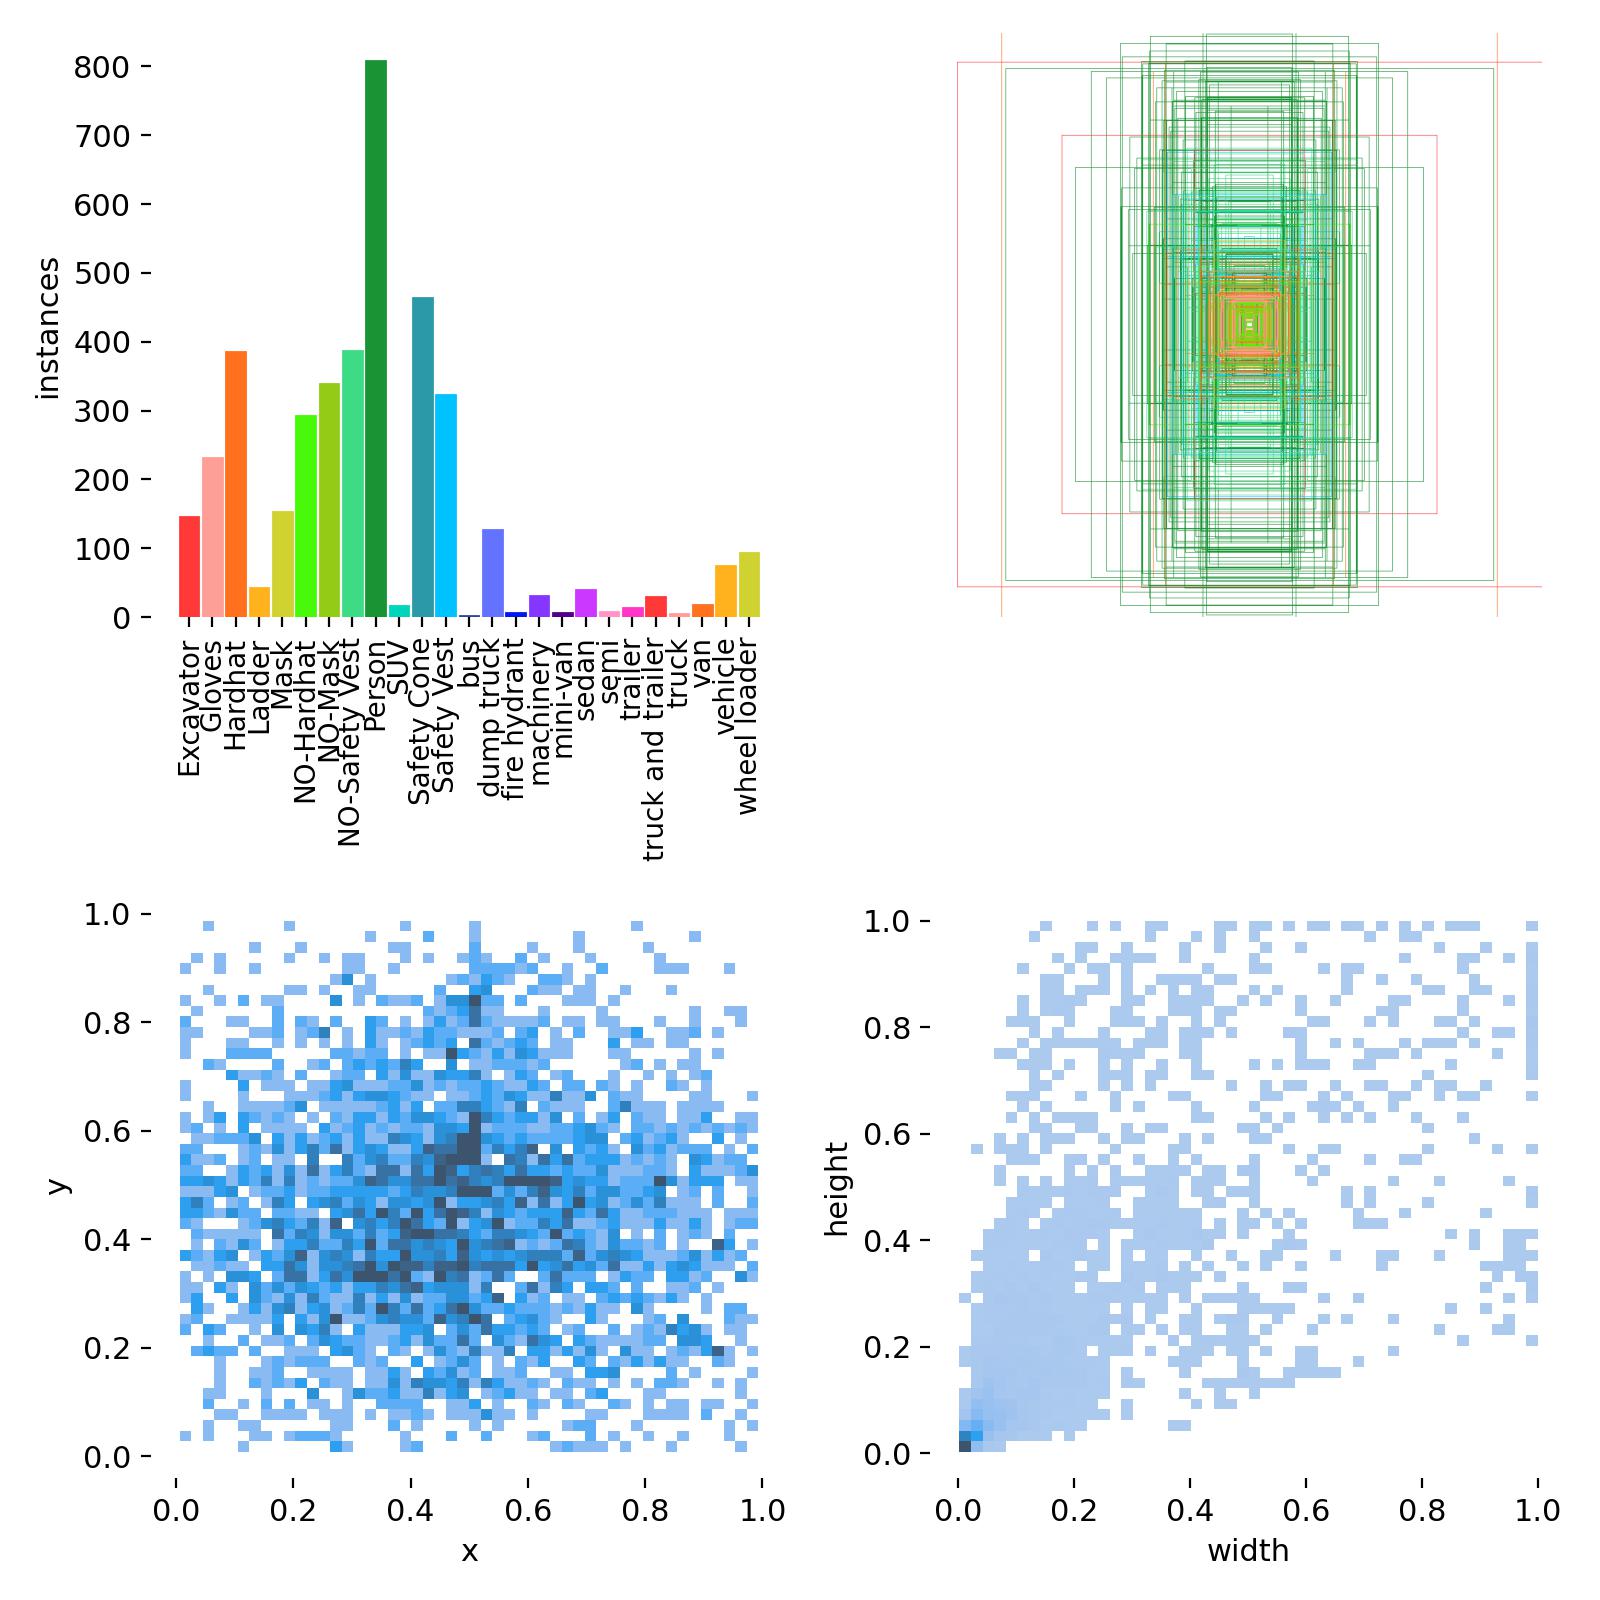 instances
800
700
600
500
400
300
200
100
0
Excavator
Gloves
Hardhat
Ladder
Mask
NO-Hardhat
NO-Mask
NO-Safety Vest
Person
SUV
Safety Cone
Safety Vest
bus
dump truck
fire hydrant
machinery
mini-van
sedan
semi
trailer
truck and trailer
truck
van
vehicle
wheel loader
y
1.0
0.8
0.6
0.4
0.2
0.0
0.0 0.2 0.4 0.6 0.8 1.0
x
height
1.0
0.8
0.6
0.4
0.2
0.0
0.0 0.2 0.4 0.6 0.8 1.0
width